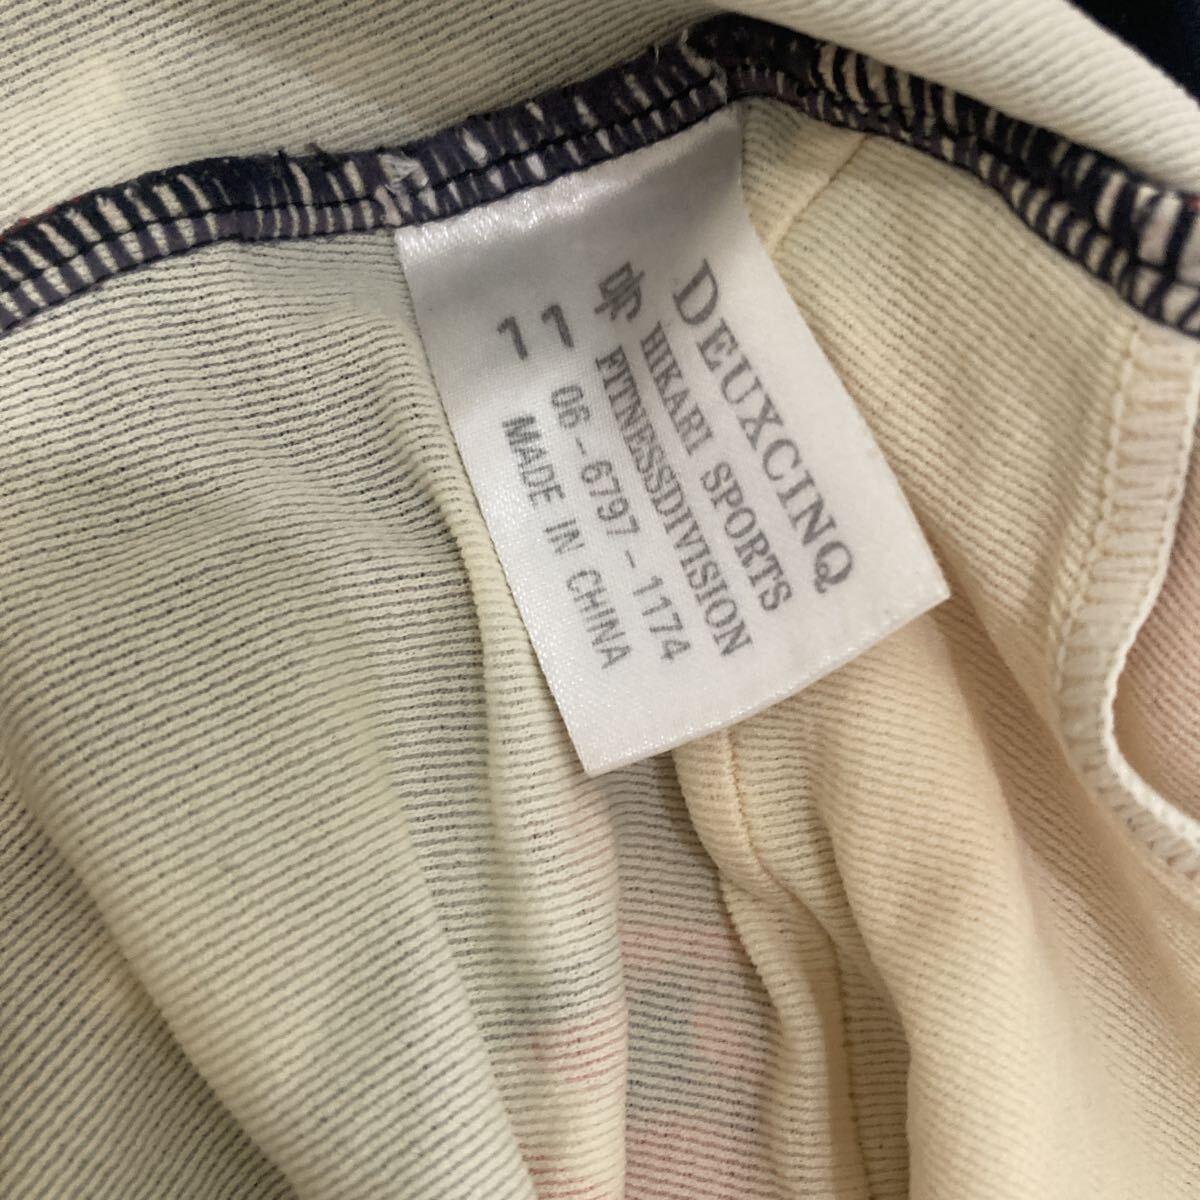 DEUXCINQ
HIKARI SPORTS
FITNESSDIVISION
11 06-6797-1174
MADE IN CHINA